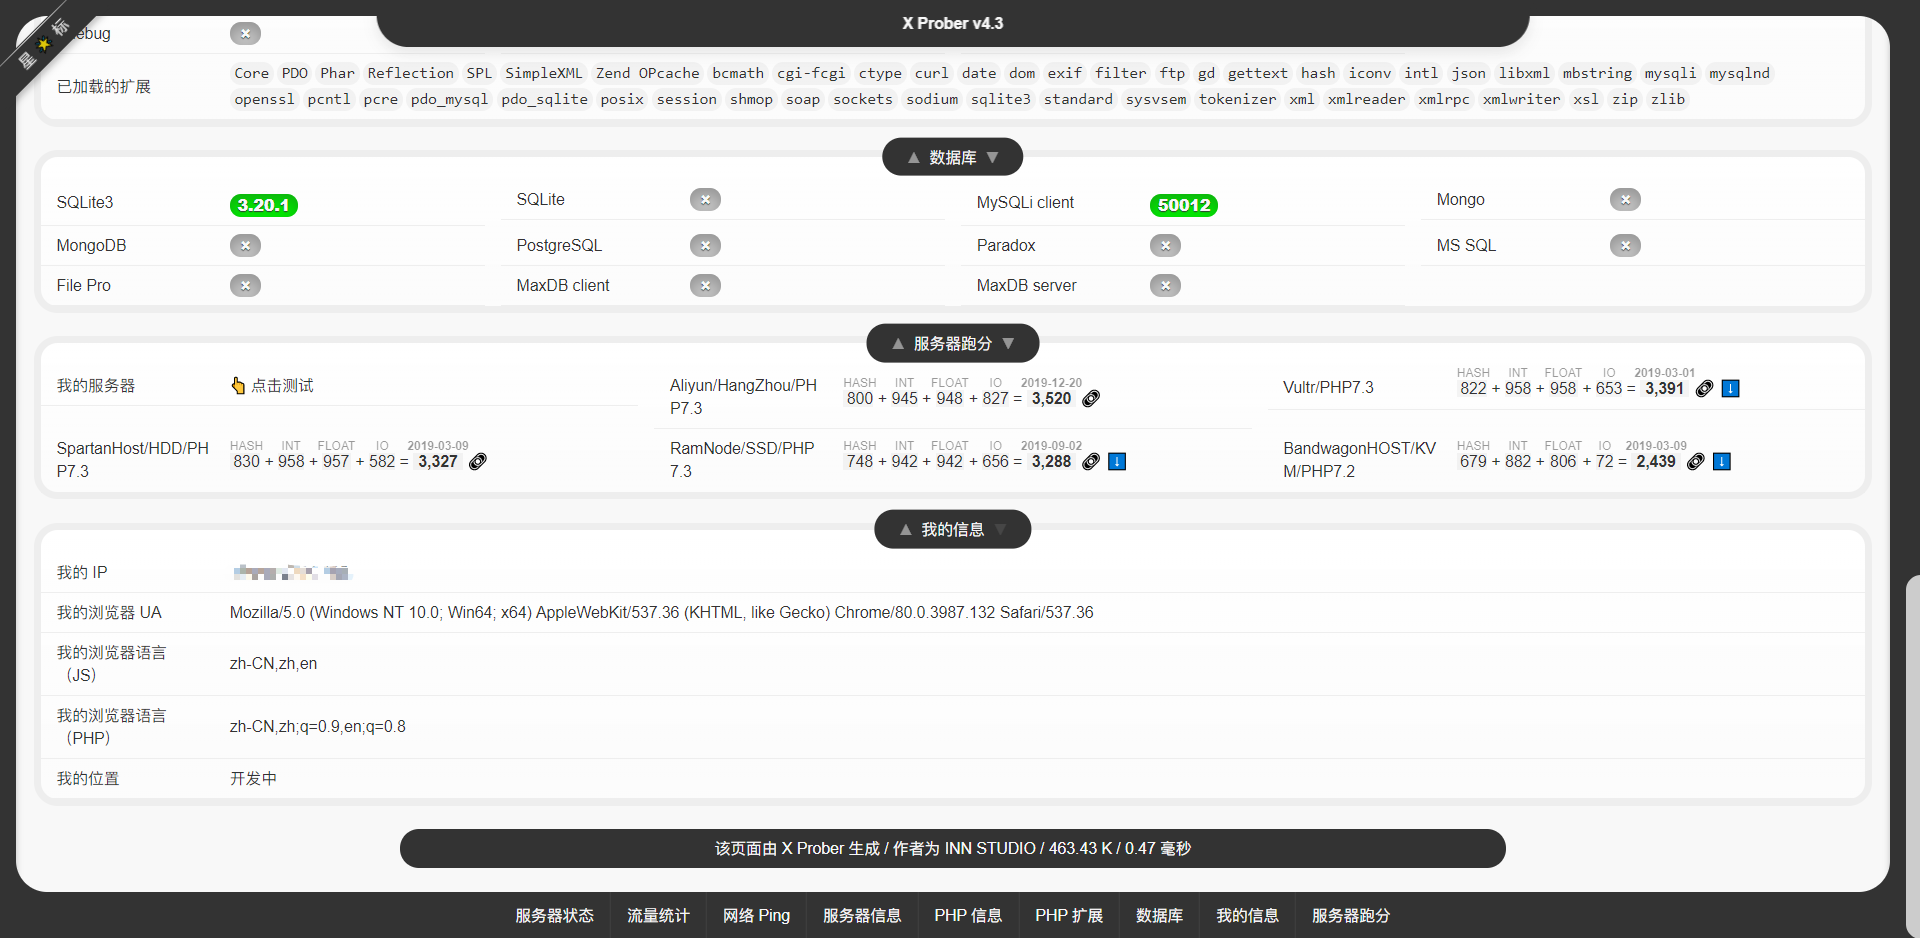 X Prober v4.3
星 标
ebug
已加载的扩展
Core PDO Phar Reflection SPL SimpleXML Zend OPcache bcmath cgi-fcgi ctype curl date dom exif filter ftp gd gettext hash iconv intl json libxml mbstring mysqli mysqlnd
openssl pcntl pcre pdo_mysql pdo_sqlite posix session shmop soap sockets sodium sqlite3 standard sysvsem tokenizer xml xmlreader xmlrpc xmlwriter xsl zip zlib
▲ 数据库 ▼
SQLite3 3.20.1 SQLite MySQLi client 50012 Mongo
MongoDB PostgreSQL Paradox MS SQL
File Pro MaxDB client MaxDB server
▲ 服务器跑分 ▼
我的服务器 点击测试
Aliyun/HangZhou/PH
P7.3
HASH INT FLOAT IO 2019-12-20
800 + 945 + 948 + 827 = 3,520
Vultr/PHP7.3
HASH INT FLOAT IO 2019-03-01
822 + 958 + 958 + 653 = 3,391
SpartanHost/HDD/PH
P7.3
HASH INT FLOAT IO 2019-03-09
830 + 958 + 957 + 582 = 3,327
RamNode/SSD/PHP
7.3
HASH INT FLOAT IO 2019-09-02
748 + 942 + 942 + 656 = 3,288
BandwagonHOST/KV
M/PHP7.2
HASH INT FLOAT IO 2019-03-09
679 + 882 + 806 + 72 = 2,439
▲ 我的信息 ▼
我的 IP
我的浏览器 UA Mozilla/5.0 (Windows NT 10.0; Win64; x64) AppleWebKit/537.36 (KHTML, like Gecko) Chrome/80.0.3987.132 Safari/537.36
我的浏览器语言
（JS）
zh-CN,zh,en
我的浏览器语言
（PHP）
zh-CN,zh;q=0.9,en;q=0.8
我的位置 开发中
该页面由 X Prober 生成 / 作者为 INN STUDIO / 463.43 K / 0.47 毫秒
服务器状态 流量统计 网络 Ping 服务器信息 PHP 信息 PHP 扩展 数据库 我的信息 服务器跑分